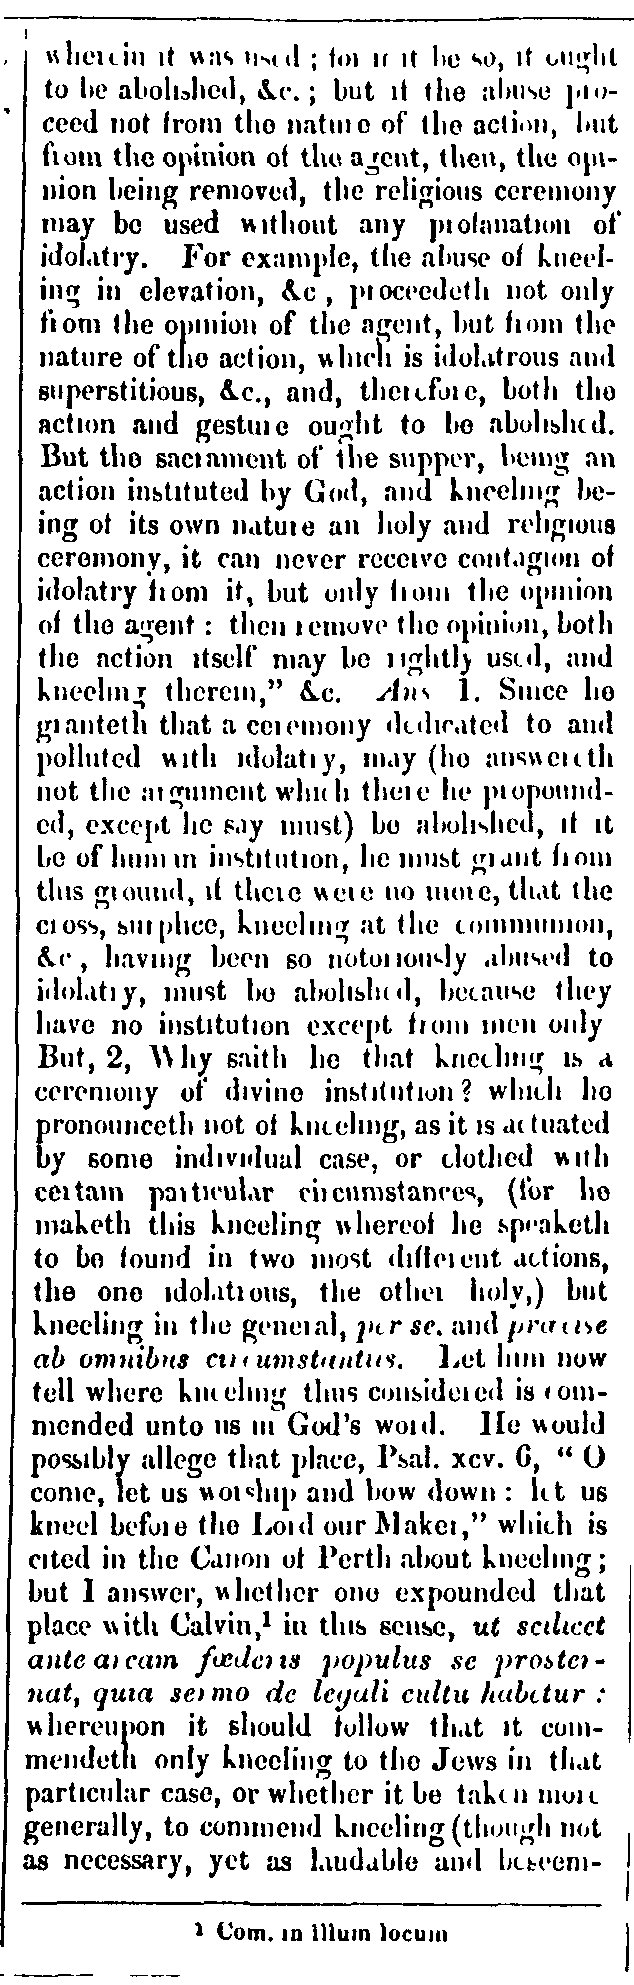 wherein it was used ; for if it be so, it ought
to be abolished, &c. ; but if the abuse pro-
ceed not from the nature of the action, but
from the opinion of the agent, then, the opi-
nion being removed, the religious ceremony
may be used without any profanation of
idolatry. For example, the abuse of kneel-
ing in elevation, &c , proceedeth not only
from the opinion of the agent, but from the
nature of the action, which is idolatrous and
superstitious, &c., and, therefore, both the
action and gesture ought to be abolished.
But the sacrament of the supper, being an
action instituted by God, and kneeling be-
ing of its own nature an holy and religious
ceremony, it can never receive contagion of
idolatry from it, but only from the opinion
of the agent : then remove the opinion, both
the action itself may be rightly used, and
kneeling therein,” &c. Ans 1. Since he
granteth that a ceremony dedicated to and
polluted with idolatry, may (he answereth
not the argument which there he propound-
ed, except he say must) be abolished, if it
be of human institution, he must grant from
this ground, if there were no more, that the
cross, surplice, kneeling at the communion,
&c , having been so notoriously abused to
idolatry, must be abolished, because they
have no institution except from men only
But, 2, Why saith he that kneeling is a
ceremony of divine institution? which he
pronounceth not of kneeling, as it is actuated
by some individual case, or clothed with
certain particular circumstances, (for he
maketh this kneeling whereof he speaketh
to be found in two most different actions,
the one idolatrous, the other holy,) but
kneeling in the general, per se. and præcise
ab omnibus circumstantiis. Let him now
tell where kneeling thus considered is com-
mended unto us in God’s word. He would
possibly allege that place, Psal. xcv. 6, “ O
come, let us worship and bow down : let us
kneel before the Lord our Maker,” which is
cited in the Canon of Perth about kneeling ;
but I answer, whether one expounded that
place with Calvin,¹ in this sense, ut scilicet
ante arcam fœderis populus se proster-
nat, quia sermo de legali cultu habetur :
whereupon it should follow that it com-
mendeth only kneeling to the Jews in that
particular case, or whether it be taken more
generally, to commend kneeling (though not
as necessary, yet as laudable and beseem-
¹ Com. in illum locum